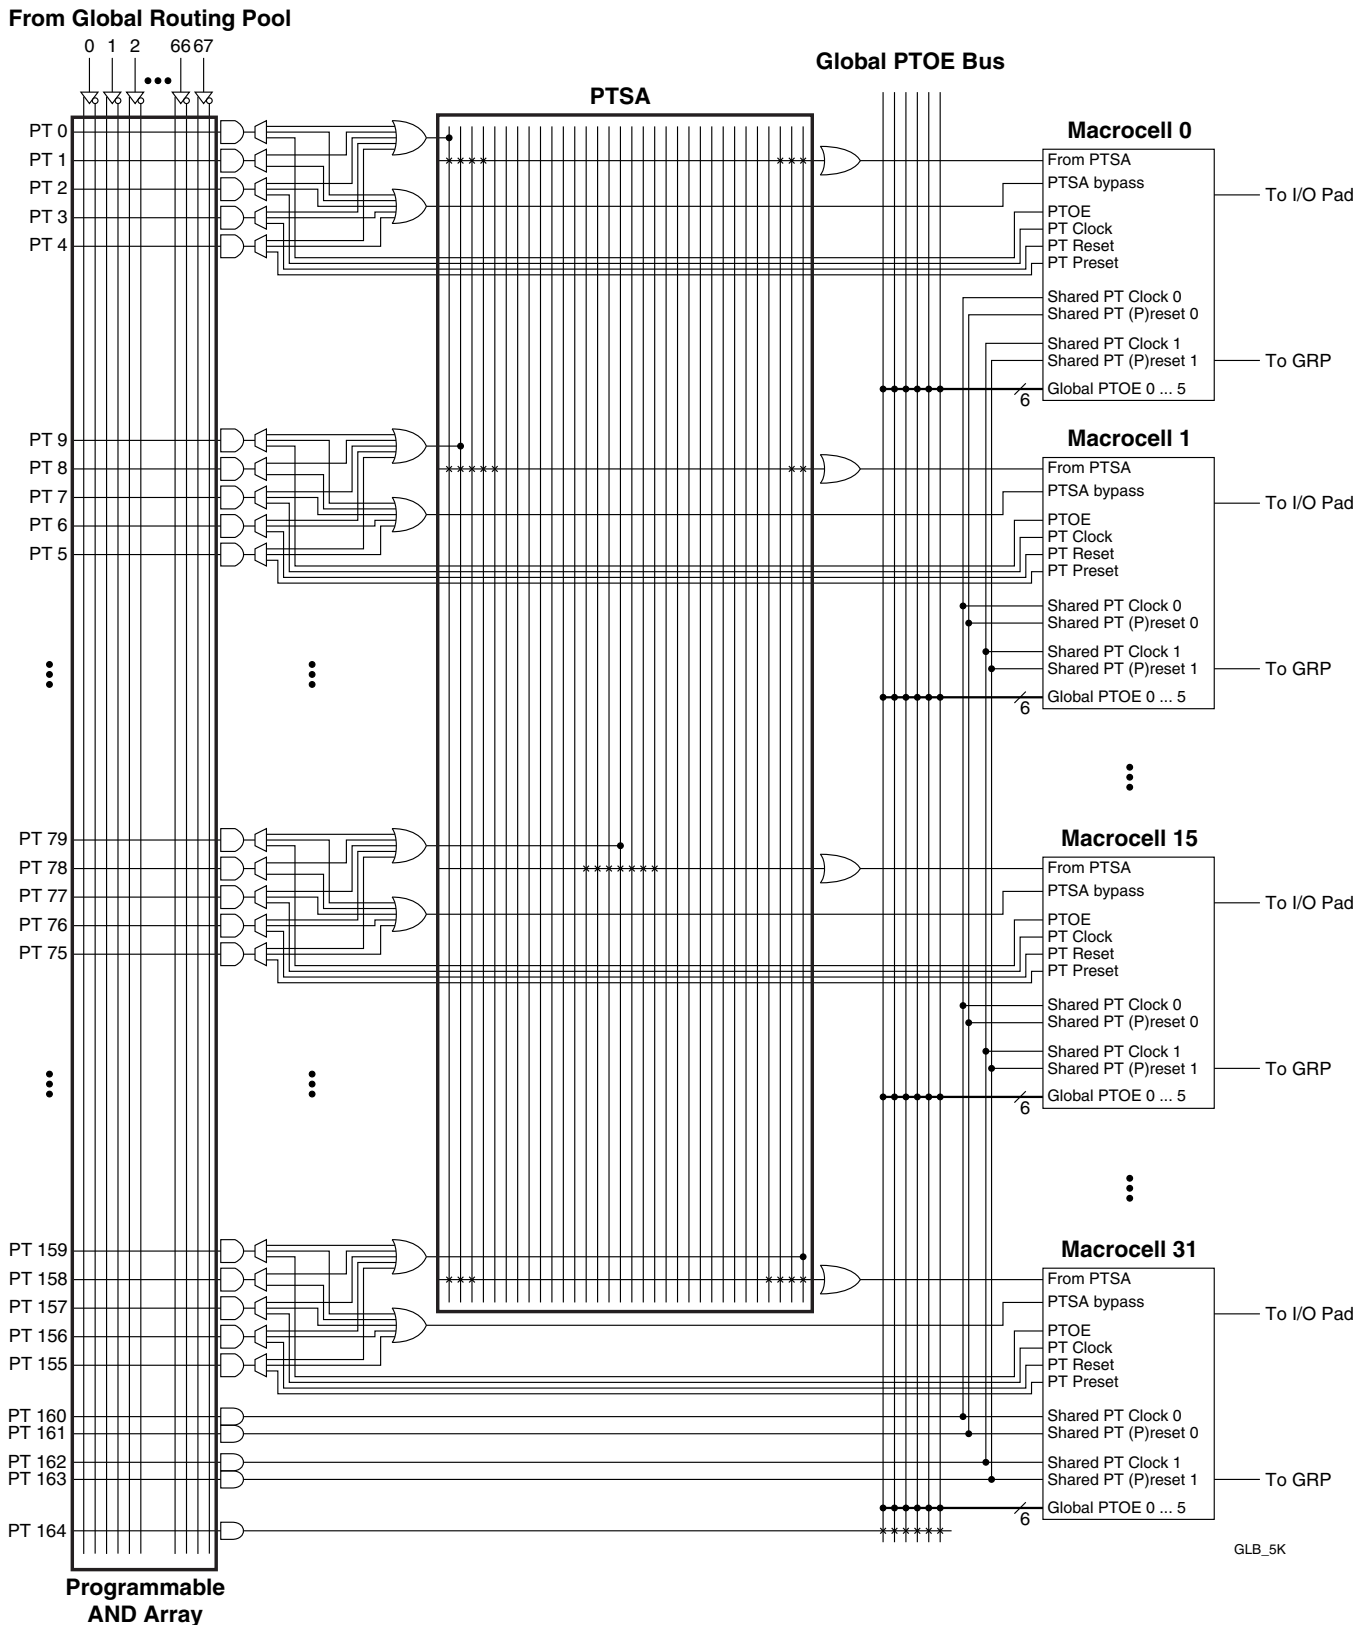 From Global Routing Pool
0 1 2 66 67
Global PTOE Bus
PTSA
PT 0
PT 1
PT 2
PT 3
PT 4
Macrocell 0
From PTSA
PTSA bypass
PTOE
PT Clock
PT Reset
PT Preset
Shared PT Clock 0
Shared PT (P)reset 0
Shared PT Clock 1
Shared PT (P)reset 1
Global PTOE 0 ... 5
6
To I/O Pad
To GRP
PT 9
PT 8
PT 7
PT 6
PT 5
Macrocell 1
From PTSA
PTSA bypass
PTOE
PT Clock
PT Reset
PT Preset
Shared PT Clock 0
Shared PT (P)reset 0
Shared PT Clock 1
Shared PT (P)reset 1
Global PTOE 0 ... 5
6
To I/O Pad
To GRP
PT 79
PT 78
PT 77
PT 76
PT 75
Macrocell 15
From PTSA
PTSA bypass
PTOE
PT Clock
PT Reset
PT Preset
Shared PT Clock 0
Shared PT (P)reset 0
Shared PT Clock 1
Shared PT (P)reset 1
Global PTOE 0 ... 5
6
To I/O Pad
To GRP
PT 159
PT 158
PT 157
PT 156
PT 155
PT 160
PT 161
PT 162
PT 163
PT 164
Macrocell 31
From PTSA
PTSA bypass
PTOE
PT Clock
PT Reset
PT Preset
Shared PT Clock 0
Shared PT (P)reset 0
Shared PT Clock 1
Shared PT (P)reset 1
Global PTOE 0 ... 5
6
To I/O Pad
To GRP
GLB_5K
Programmable
AND Array